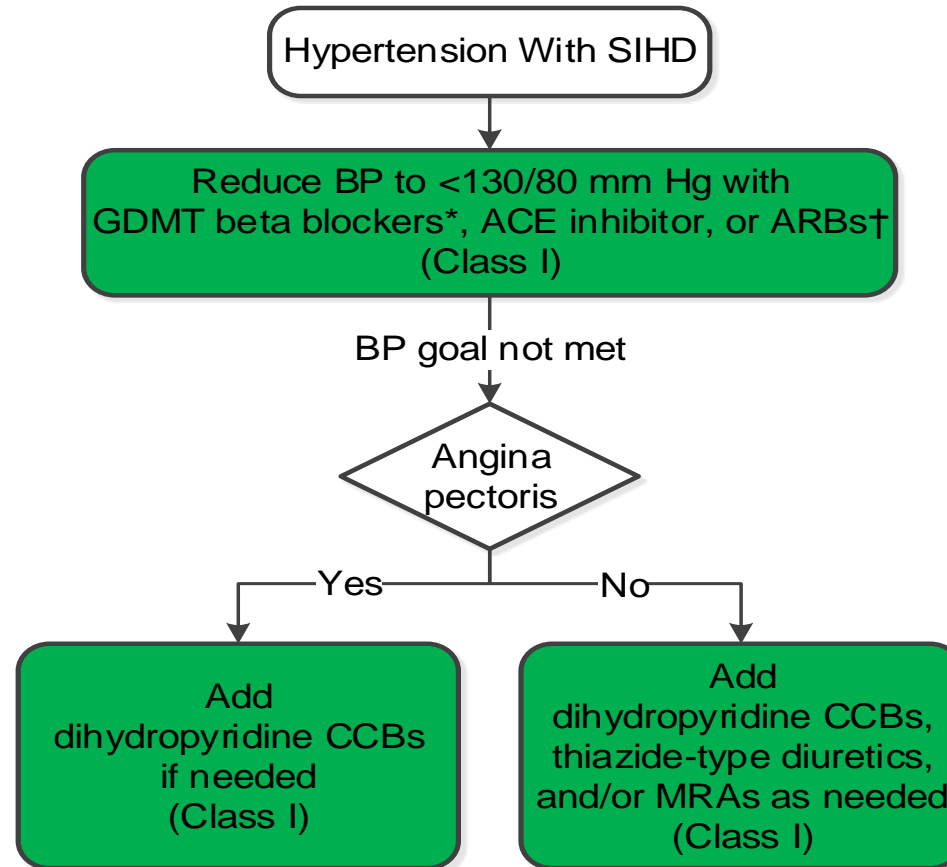 Hypertension With SIHD
Reduce BP to <130/80 mm Hg with
GDMT beta blockers*, ACE inhibitor, or ARBs†
(Class I)
BP goal not met
Angina
pectoris
Yes
No
Add
dihydropyridine CCBs
if needed
(Class I)
Add
dihydropyridine CCBs,
thiazide-type diuretics,
and/or MRAs as needed
(Class I)